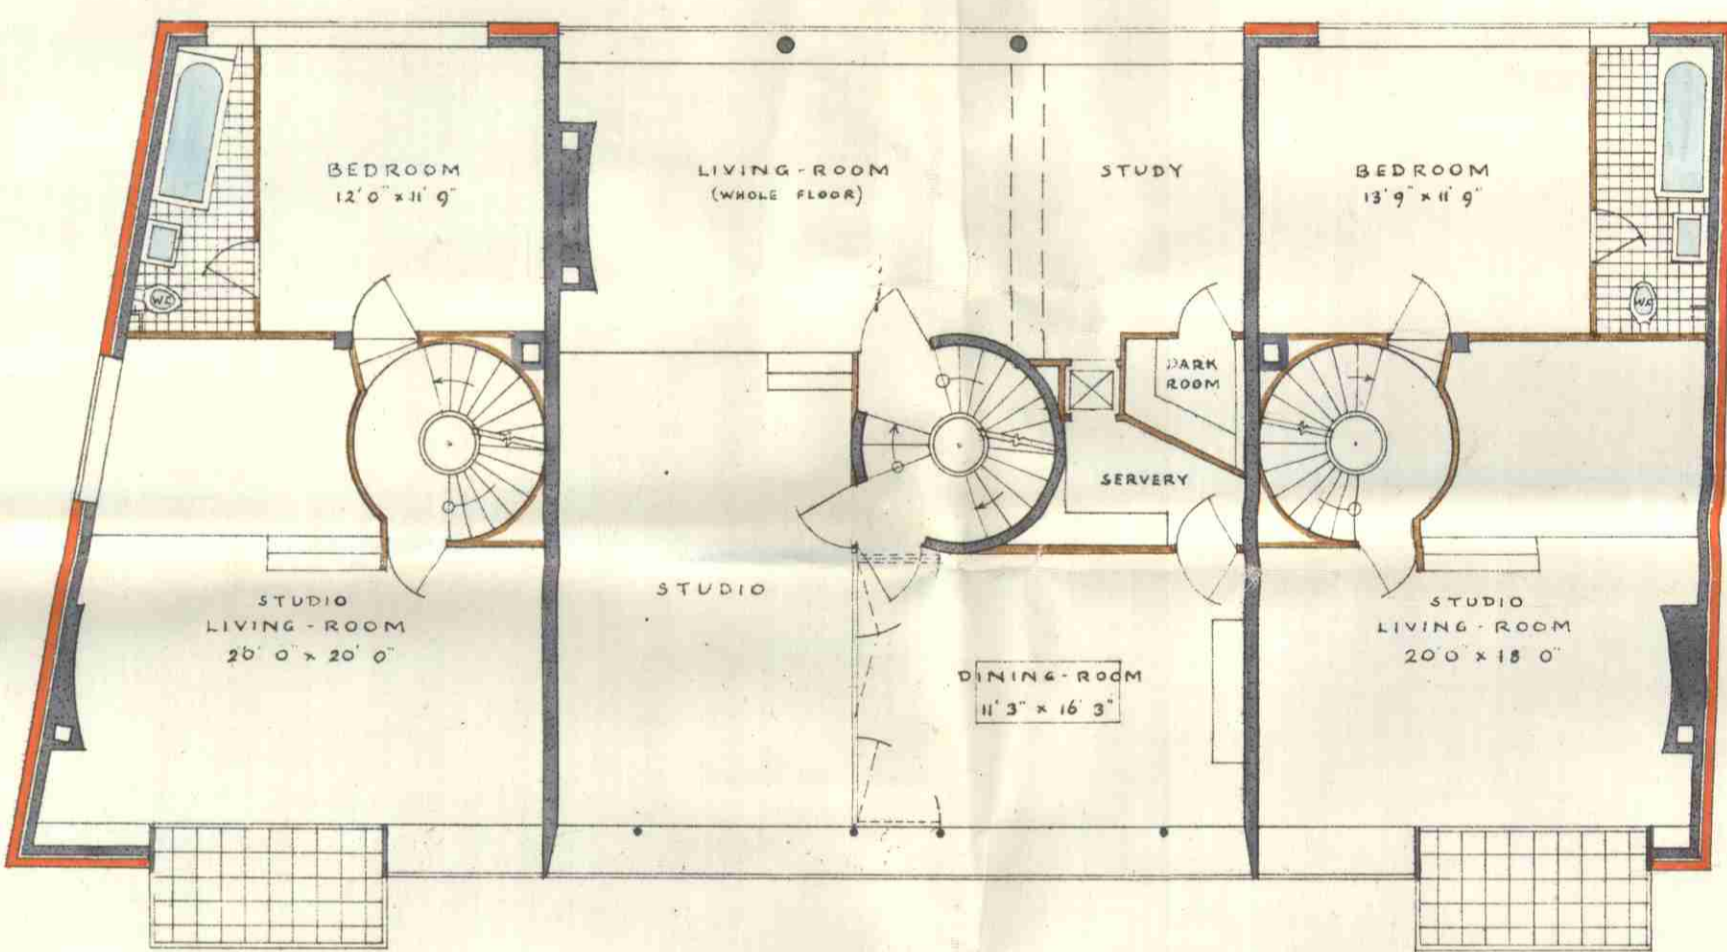 BEDROOM
12'0" x 11'9"
LIVING-ROOM
(WHOLE FLOOR)
STUDY
BEDROOM
13'9" x 11'9"
WC
WC
DARK
ROOM
SERVERY
STUDIO
LIVING-ROOM
20'0" x 20'0"
STUDIO
DINING-ROOM
11'3" x 16'3"
STUDIO
LIVING-ROOM
20'0" x 18'0"